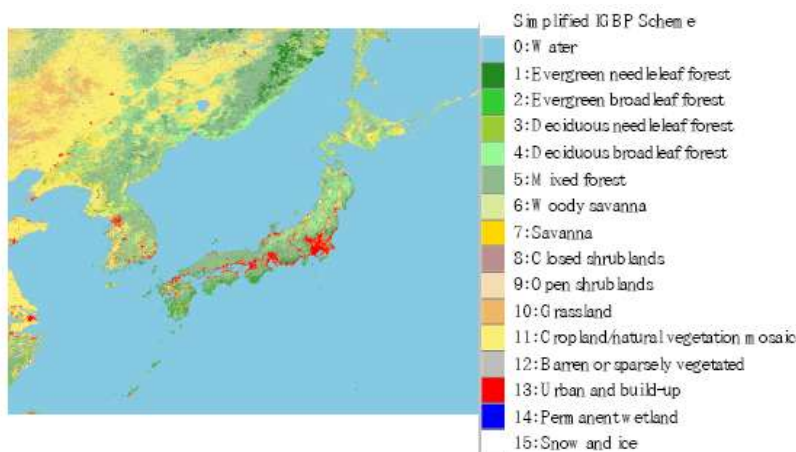 Simplified IGBP Scheme
0:Water
1:Evergreen needleleaf forest
2:Evergreen broadleaf forest
3:Deciduous needleleaf forest
4:Deciduous broadleaf forest
5:Mixed forest
6:Woody savanna
7:Savanna
8:Closed shrublands
9:Open shrublands
10:Grassland
11:Cropland/natural vegetation mosaic
12:Barren or sparsely vegetated
13:Urban and build-up
14:Permanent wetland
15:Snow and ice